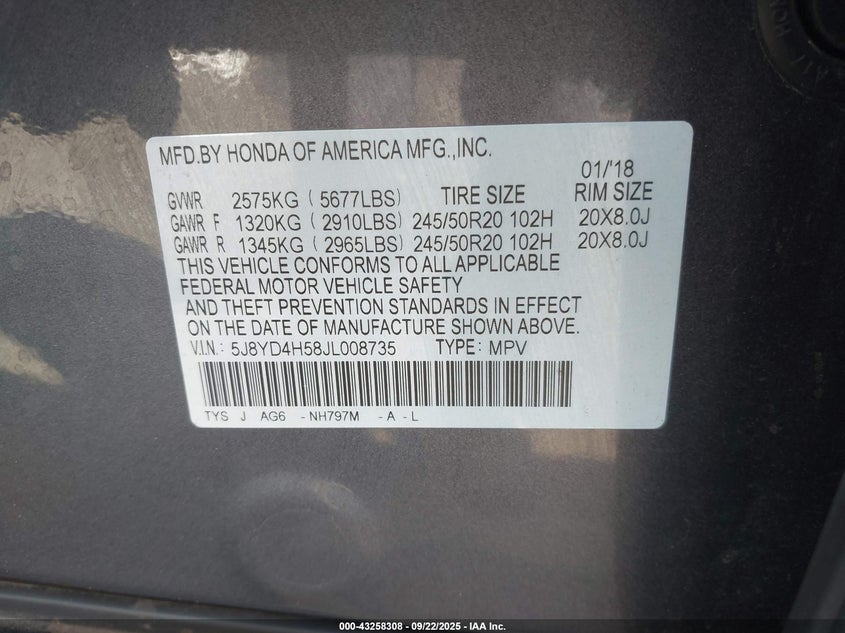 MFD.BY HONDA OF AMERICA MFG.,INC.
01/'18
GVWR 2575KG (5677LBS) TIRE SIZE RIM SIZE
GAWR F 1320KG (2910LBS) 245/50R20 102H 20X8.0J
GAWR R 1345KG (2965LBS) 245/50R20 102H 20X8.0J
THIS VEHICLE CONFORMS TO ALL APPLICABLE
FEDERAL MOTOR VEHICLE SAFETY
AND THEFT PREVENTION STANDARDS IN EFFECT
ON THE DATE OF MANUFACTURE SHOWN ABOVE.
V.I.N.: 5J8YD4H58JL008735 TYPE: MPV
TYS J AG6 -NH797M -A -L
000-43258308 - 09/22/2025 - IAA Inc.